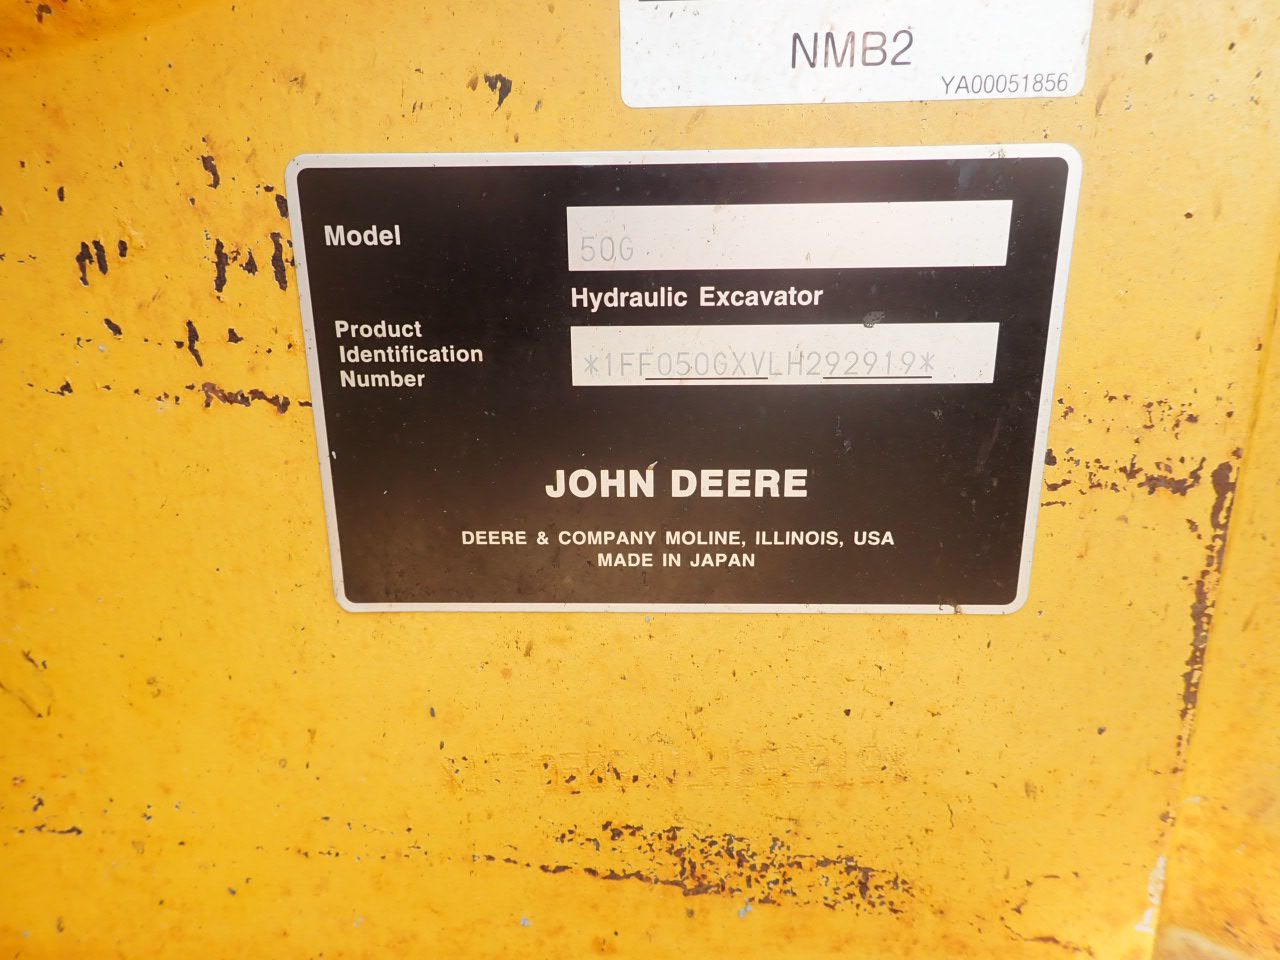 NMB2
YA00051856
Model
50G
Hydraulic Excavator
Product
Identification
Number
*1FF050GXVLH292919*
JOHN DEERE
DEERE & COMPANY MOLINE, ILLINOIS, USA
MADE IN JAPAN